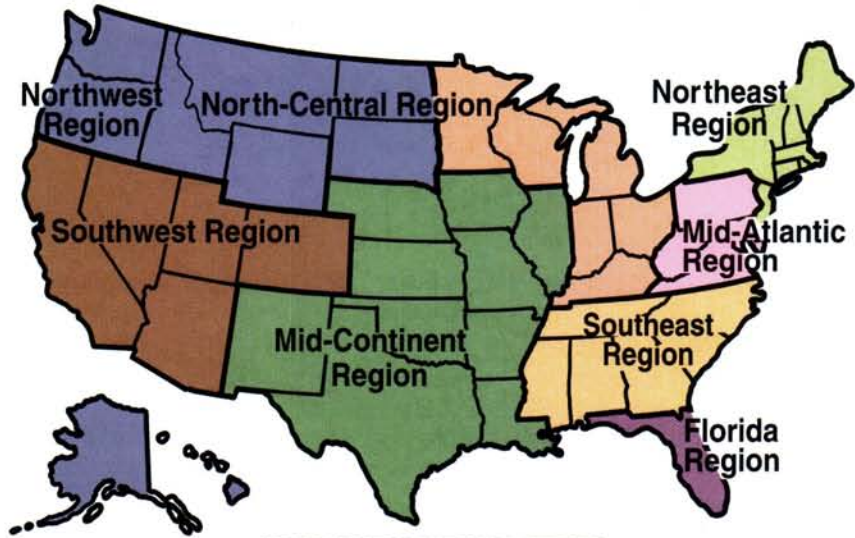 Northwest
Region
North-Central Region
Northeast
Region
Southwest Region
Mid-Atlantic
Region
Mid-Continent
Region
Southeast
Region
Florida
Region